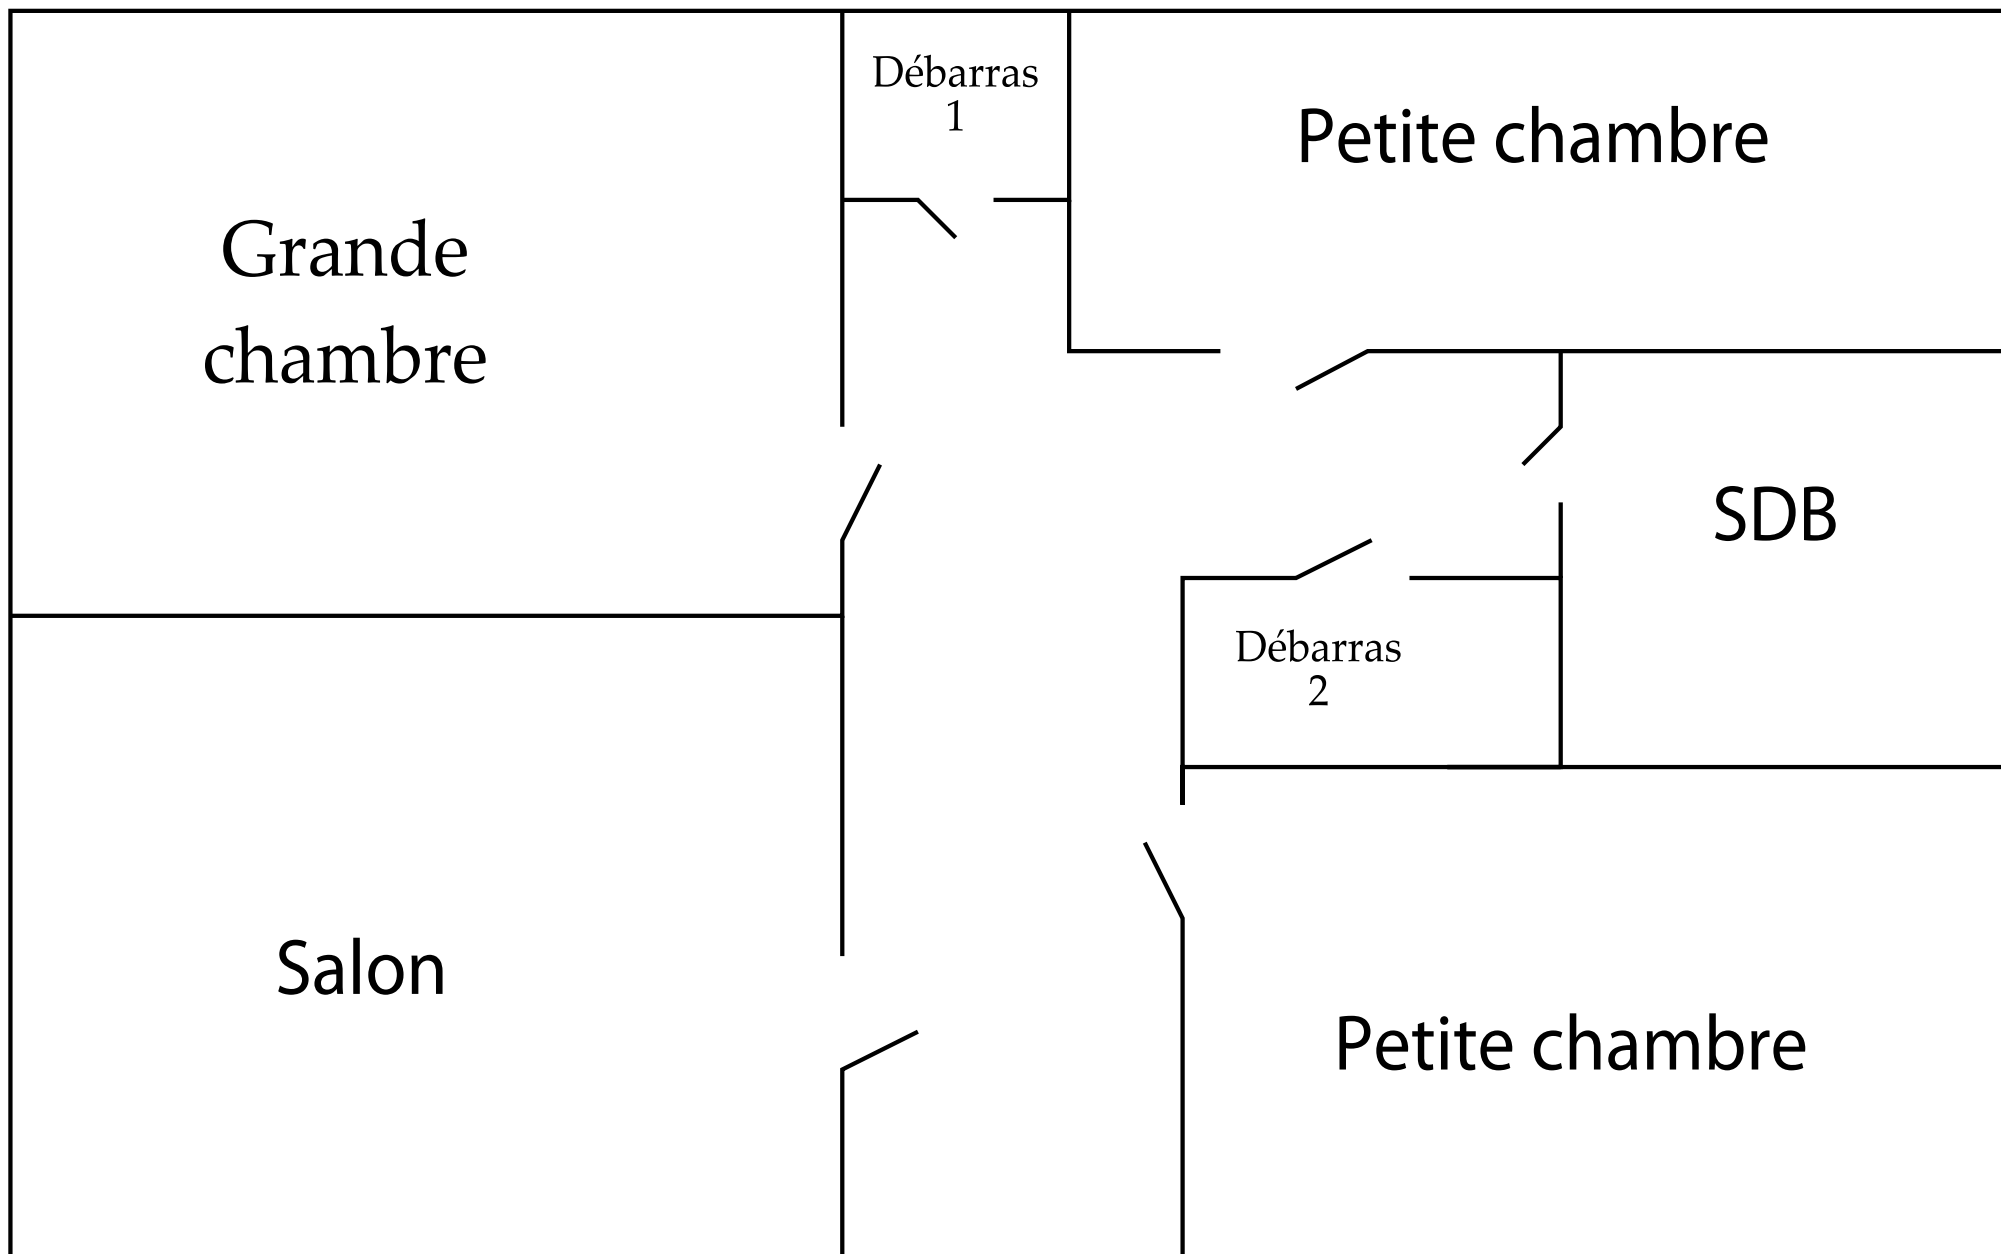 Débarras
1
Petite chambre
Grande
chambre
SDB
Débarras
2
Salon
Petite chambre